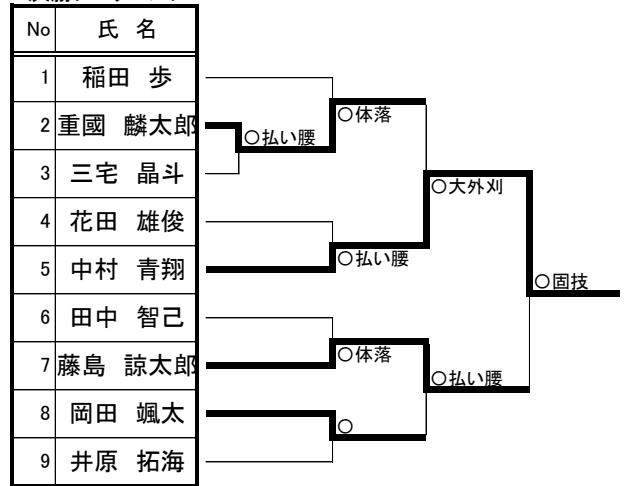 No 氏 名
1 稲田 歩
2 重國 麟太郎
3 三宅 晶斗
4 花田 雄俊
5 中村 青翔
6 田中 智己
7 藤島 諒太郎
8 岡田 颯太
9 井原 拓海
○払い腰
○体落
○払い腰
○大外刈
○体落
○
○払い腰
○固技